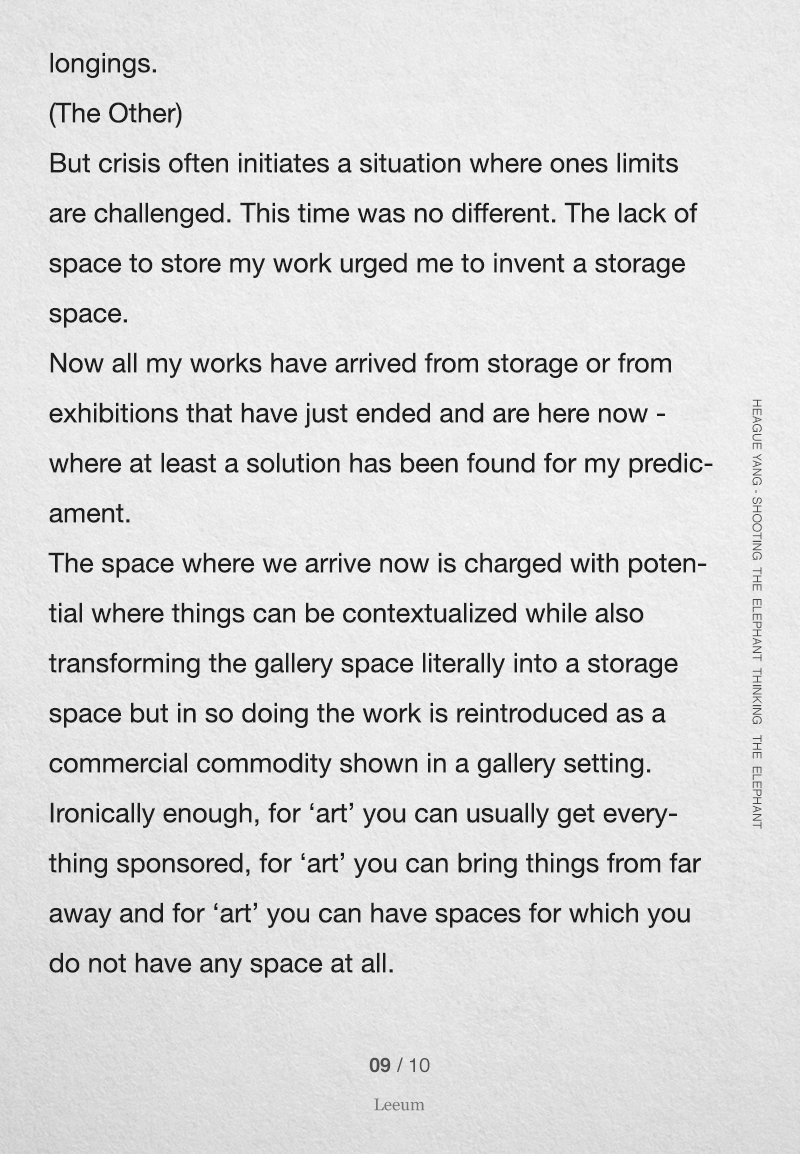 longings.
(The Other)
But crisis often initiates a situation where ones limits
are challenged. This time was no different. The lack of
space to store my work urged me to invent a storage
space.
Now all my works have arrived from storage or from
exhibitions that have just ended and are here now -
where at least a solution has been found for my predic-
ament.
The space where we arrive now is charged with poten-
tial where things can be contextualized while also
transforming the gallery space literally into a storage
space but in so doing the work is reintroduced as a
commercial commodity shown in a gallery setting.
Ironically enough, for ‘art’ you can usually get every-
thing sponsored, for ‘art’ you can bring things from far
away and for ‘art’ you can have spaces for which you
do not have any space at all.
HEAGUE YANG - SHOOTING THE ELEPHANT THINKING THE ELEPHANT
09 / 10
Leeum